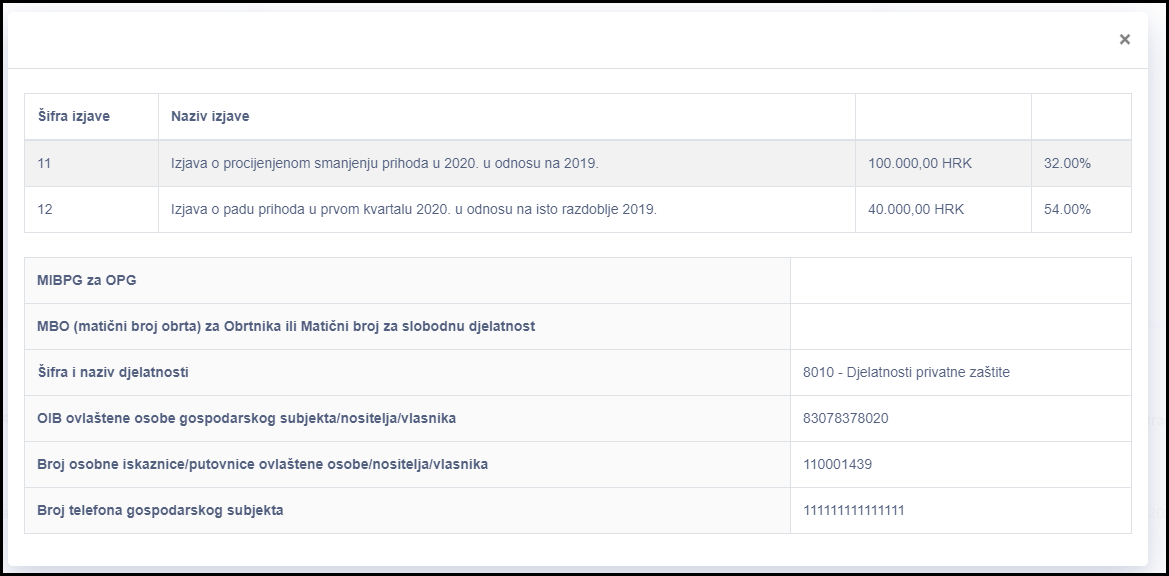 ×
Šifra izjave Naziv izjave
11 Izjava o procijenjenom smanjenju prihoda u 2020. u odnosu na 2019. 100.000,00 HRK 32.00%
12 Izjava o padu prihoda u prvom kvartalu 2020. u odnosu na isto razdoblje 2019. 40.000,00 HRK 54.00%
MIBPG za OPG
MBO (matični broj obrta) za Obrtnika ili Matični broj za slobodnu djelatnost
Šifra i naziv djelatnosti 8010 - Djelatnosti privatne zaštite
OIB ovlaštene osobe gospodarskog subjekta/nositelja/vlasnika 83078378020
Broj osobne iskaznice/putovnice ovlaštene osobe/nositelja/vlasnika 110001439
Broj telefona gospodarskog subjekta 111111111111111